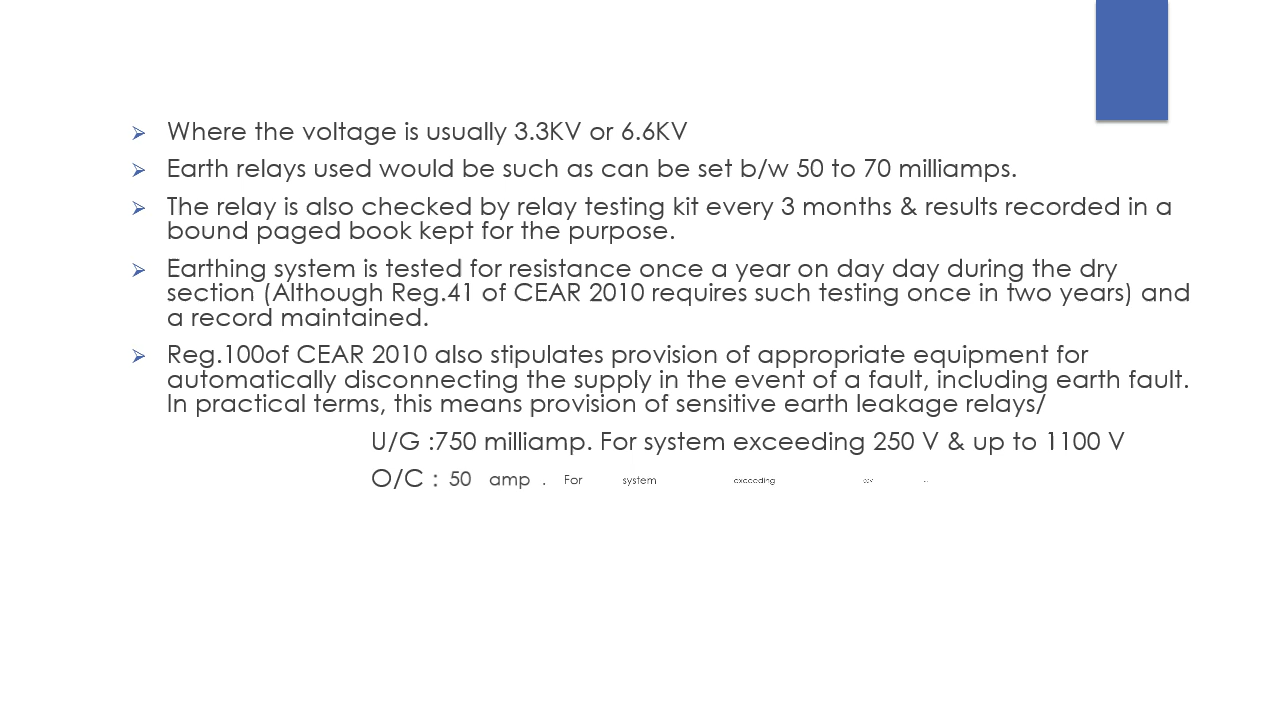 Where the voltage is usually 3.3KV or 6.6KV
Earth relays used would be such as can be set b/w 50 to 70 milliamps.
The relay is also checked by relay testing kit every 3 months & results recorded in a
bound paged book kept for the purpose.
Earthing system is tested for resistance once a year on day day during the dry
section (Although Reg.41 of CEAR 2010 requires such testing once in two years) and
a record maintained.
Reg.100of CEAR 2010 also stipulates provision of appropriate equipment for
automatically disconnecting the supply in the event of a fault, including earth fault.
In practical terms, this means provision of sensitive earth leakage relays/
U/G :750 milliamp. For system exceeding 250 V & up to 1100 V
O/C : 50 amp . For system exceeding